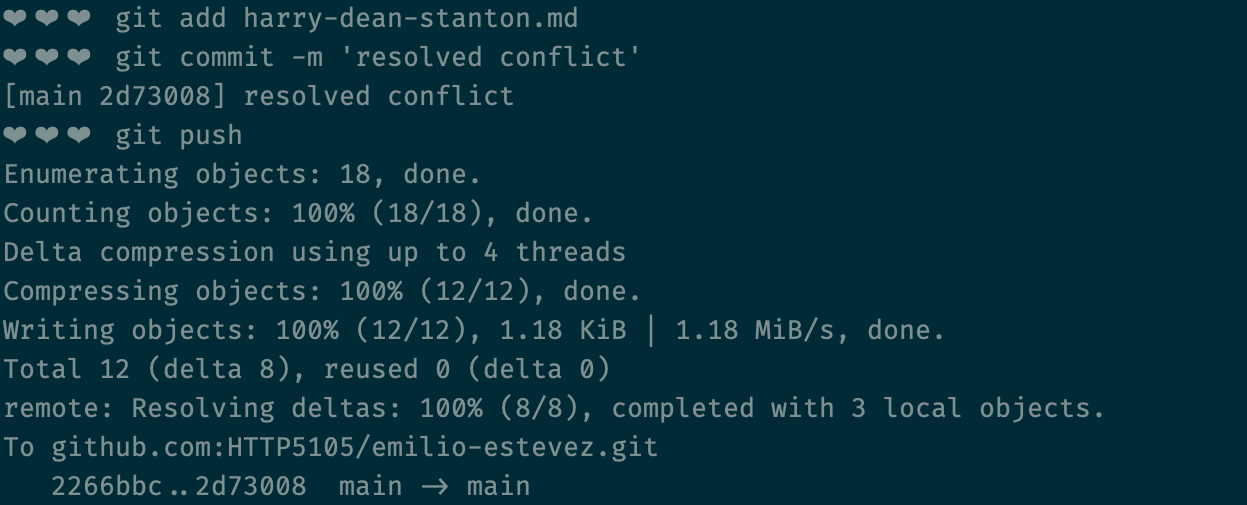 ❤❤❤ git add harry-dean-stanton.md
❤❤❤ git commit -m 'resolved conflict'
[main 2d73008] resolved conflict
❤❤❤ git push
Enumerating objects: 18, done.
Counting objects: 100% (18/18), done.
Delta compression using up to 4 threads
Compressing objects: 100% (12/12), done.
Writing objects: 100% (12/12), 1.18 KiB | 1.18 MiB/s, done.
Total 12 (delta 8), reused 0 (delta 0)
remote: Resolving deltas: 100% (8/8), completed with 3 local objects.
To github.com:HTTP5105/emilio-estevez.git
   2266bbc..2d73008  main -> main